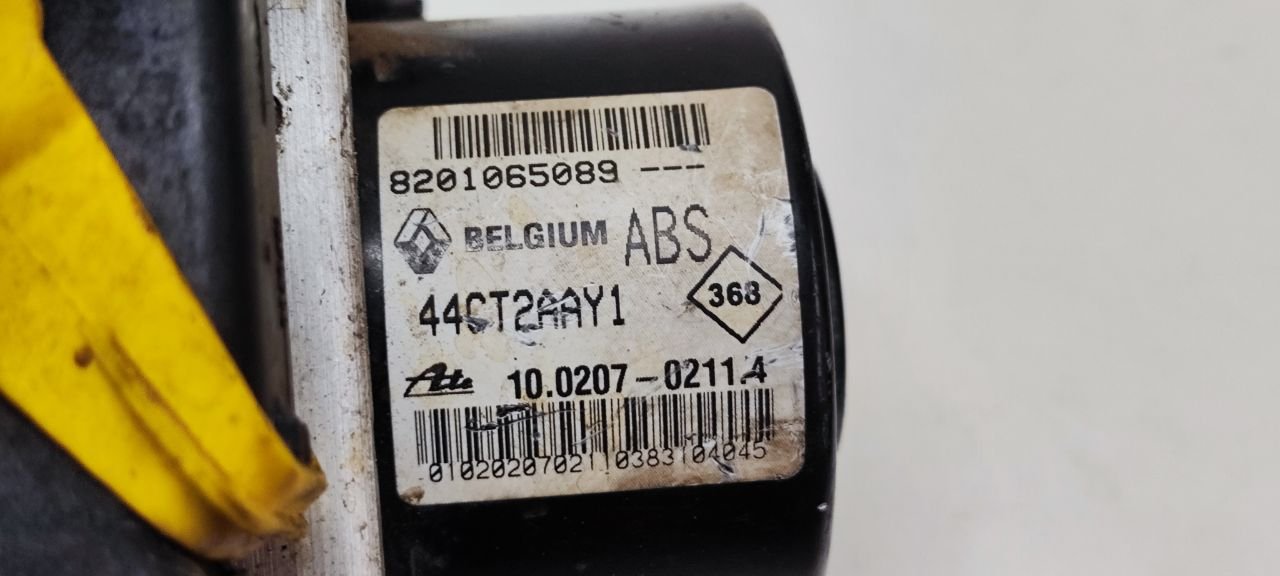 8201065089 ---
BELGIUM ABS
44CT2AAY1
368
Ate 10.0207-0211.4
0102020702110383104045